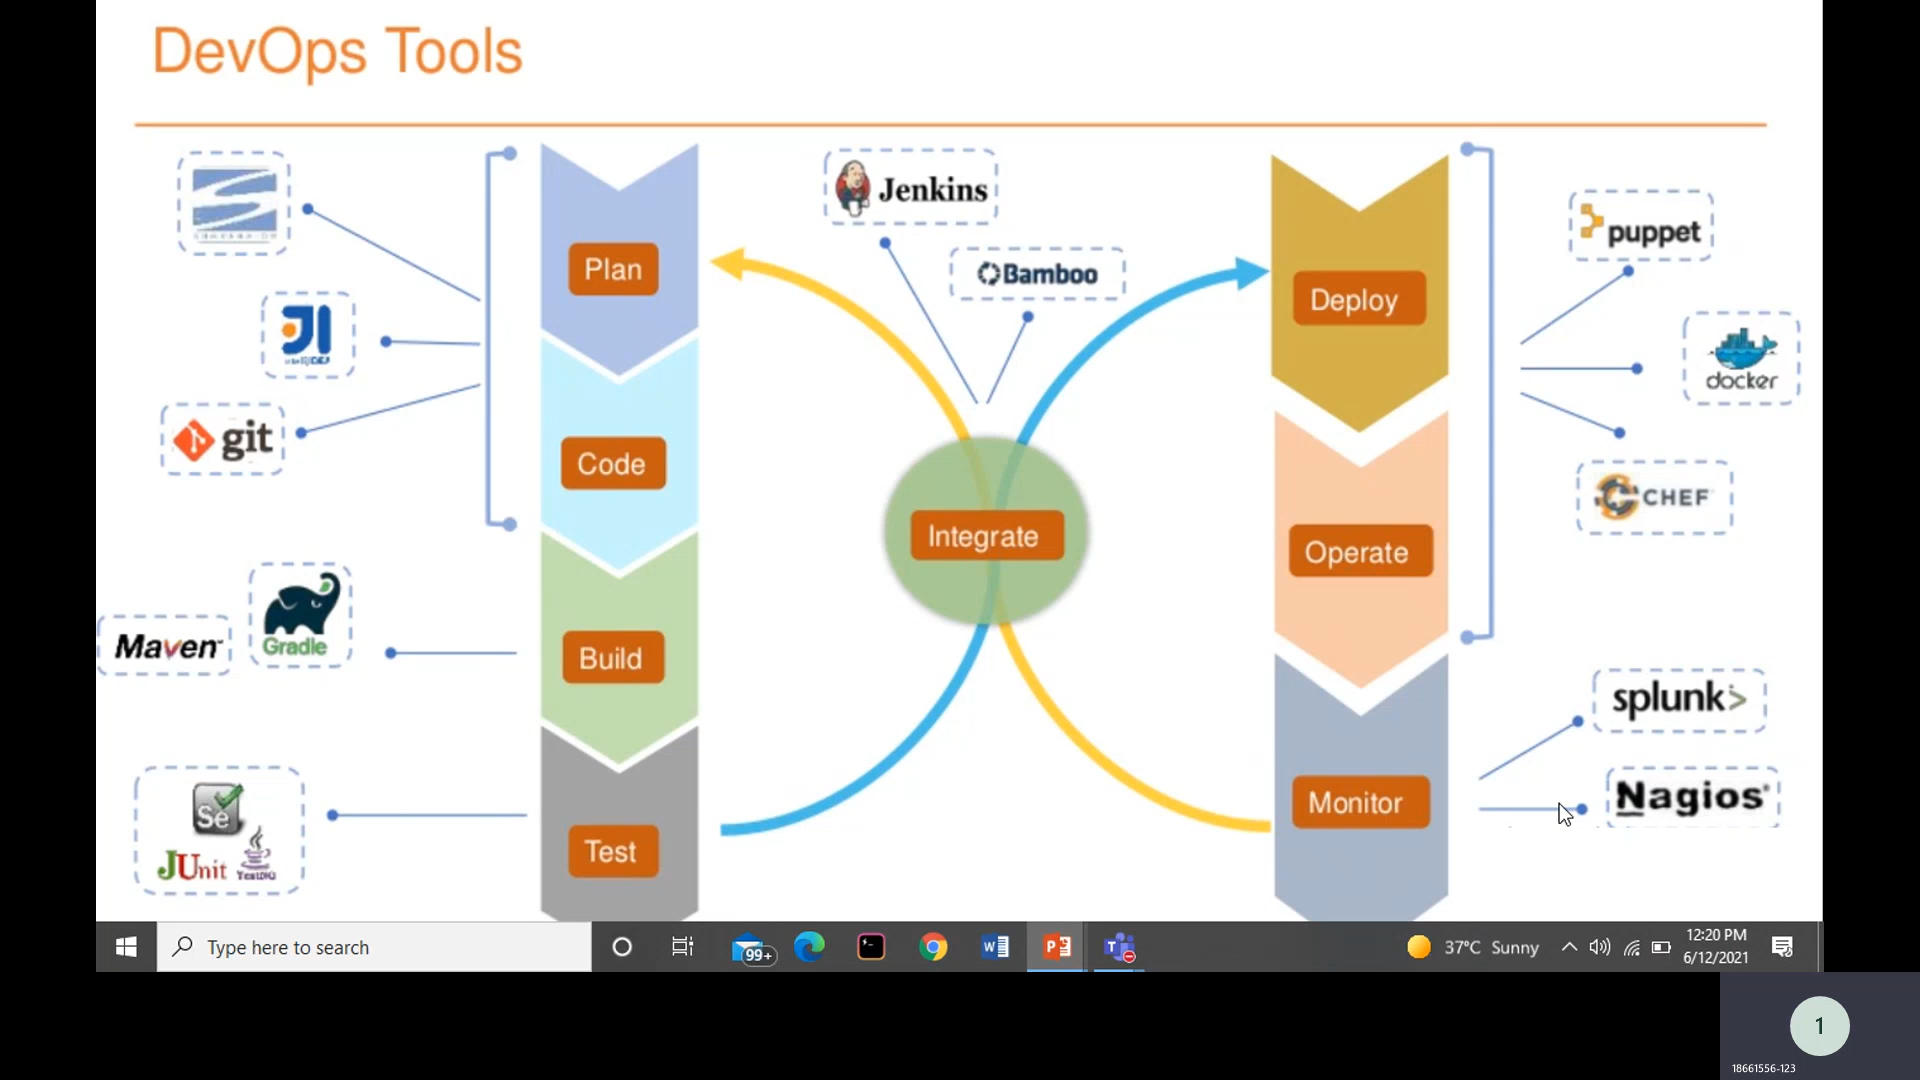 DevOps Tools
Plan
Code
Build
Test
git
Maven
Gradle
Se
JUnit
TestNG
Jenkins
Bamboo
Integrate
Deploy
Operate
Monitor
puppet
docker
CHEF
splunk>
Nagios®
Type here to search
99+
37°C Sunny
12:20 PM
6/12/2021
1
18661556-123